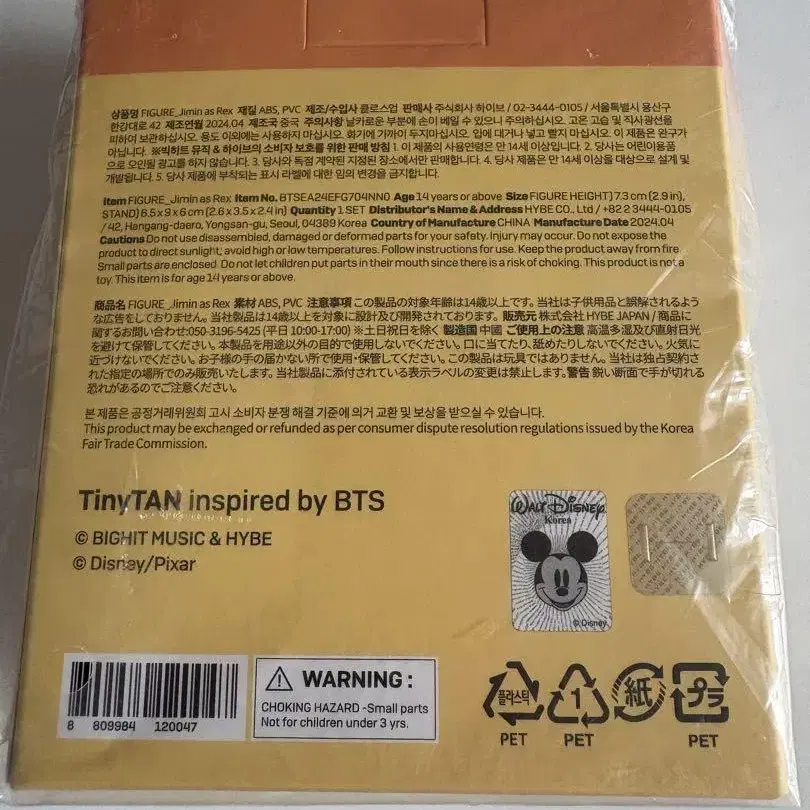 상품명 FIGURE_Jimin as Rex 재질 ABS, PVC 제조/수입사 클로스업 판매사 주식회사 하이브 / 02-3444-0105 / 서울특별시 용산구
한강대로 42 제조연월 2024.04 제조국 중국 주의사항 날카로운 부분에 손이 베일 수 있으니 주의하십시오. 고온 고습 및 직사광선을
피하여 보관하십시오. 용도 이외에는 사용하지 마십시오. 화기에 가까이 두지마십시오. 입에 대거나 넣고 빨지 마십시오. 이 제품은 완구가
아닙니다. ※빅히트 뮤직 & 하이브의 소비자 보호를 위한 판매 방침 1. 이 제품의 사용연령은 만 14세 이상입니다. 2. 당사는 어린이용품
으로 오인될 광고를 하지 않습니다. 3. 당사와 독점 계약된 지정된 장소에서만 판매합니다. 4. 당사 제품은 만 14세 이상을 대상으로 설계 및
개발됩니다. 5. 당사 제품에 부착되는 표시 라벨에 대한 임의 변경을 금지합니다.
Item FIGURE_Jimin as Rex Item No. BTSEA24EFG704NN0 Age 14 years or above Size FIGURE HEIGHT) 7.3 cm (2.9 in),
STAND) 6.5 x 9 x 6 cm (2.6 x 3.5 x 2.4 in) Quantity 1 SET Distributor's Name & Address HYBE CO., Ltd / +82 2 3444-0105
/ 42, Hangang-daero, Yongsan-gu, Seoul, 04389 Korea Country of Manufacture CHINA Manufacture Date 2024.04
Cautions Do not use disassembled, damaged or deformed parts for your safety. Injury may occur. Do not expose the
product to direct sunlight, avoid high or low temperatures. Follow instructions for use. Keep the product away from fire.
Small parts are enclosed. Do not let children put parts in their mouth since there is a risk of choking. This product is not a
toy. This item is for age 14 years or above.
商品名 FIGURE _Jimin as Rex 素材 ABS, PVC 注意事項 この製品の対象年齢は14歳以上です。当社は子供用品と誤解されるよう
な広告をしておりません。当社製品は14歳以上を対象に設計及び開発されております。販売元 株式会社 HYBE JAPAN / 商品に
関するお問い合わせ:050-3196-5425 (平日 10:00-17:00) ※土日祝日を除く 製造国 中國 ご使用上の注意 高温多湿及び直射日光
を避けて保管してください。本製品を用途以外の目的で使用しないでください。口に当てたり、舐めたりしないでください。火気に
近づけないでください。お子様の手の届かない所で使用・保管してください。この製品は玩具ではありません。当社は独占契約さ
れた指定の場所でのみ販売いたします。当社製品に添付されている表示ラベルの変更は禁止します。警告 鋭い断面で手が切れる
恐れがあるのでご注意ください。
본 제품은 공정거래위원회 고시 소비자 분쟁 해결 기준에 의거 교환 및 보상을 받으실 수 있습니다.
This product may be exchanged or refunded as per consumer dispute resolution regulations issued by the Korea
Fair Trade Commission.
TinyTAN inspired by BTS
© BIGHIT MUSIC & HYBE
© Disney/Pixar
WALT DISNEY
Korea
© Disney
8 809984 120047
WARNING :
CHOKING HAZARD -Small parts
Not for children under 3 yrs.
플라스틱
PET
1
PET
紙
プラ
PET